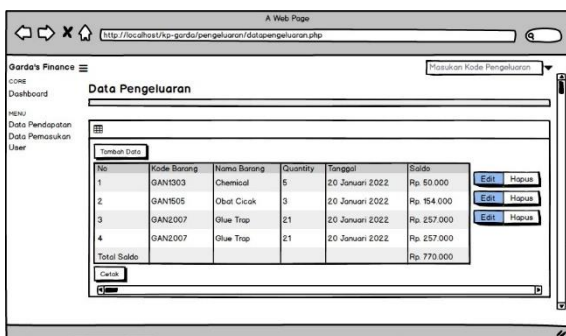 A Web Page
http://localhost/kp-garda/pengeluaran/datapengeluaran.php
Garda's Finance
Masukan Kode Pengeluaran
CORE
Dashboard
MENU
Data Pendapatan
Data Pemasukan
User
Data Pengeluaran
Tambah Data
No Kode Barang Nama Barang Quantity Tanggal Saldo
1 GAN1303 Chemical 5 20 Januari 2022 Rp. 50.000 Edit Hapus
2 GAN1505 Obat Cicak 3 20 Januari 2022 Rp. 154.000 Edit Hapus
3 GAN2007 Glue Trap 21 20 Januari 2022 Rp. 257.000 Edit Hapus
4 GAN2007 Glue Trap 21 20 Januari 2022 Rp. 257.000
Total Saldo Rp. 770.000
Cetak